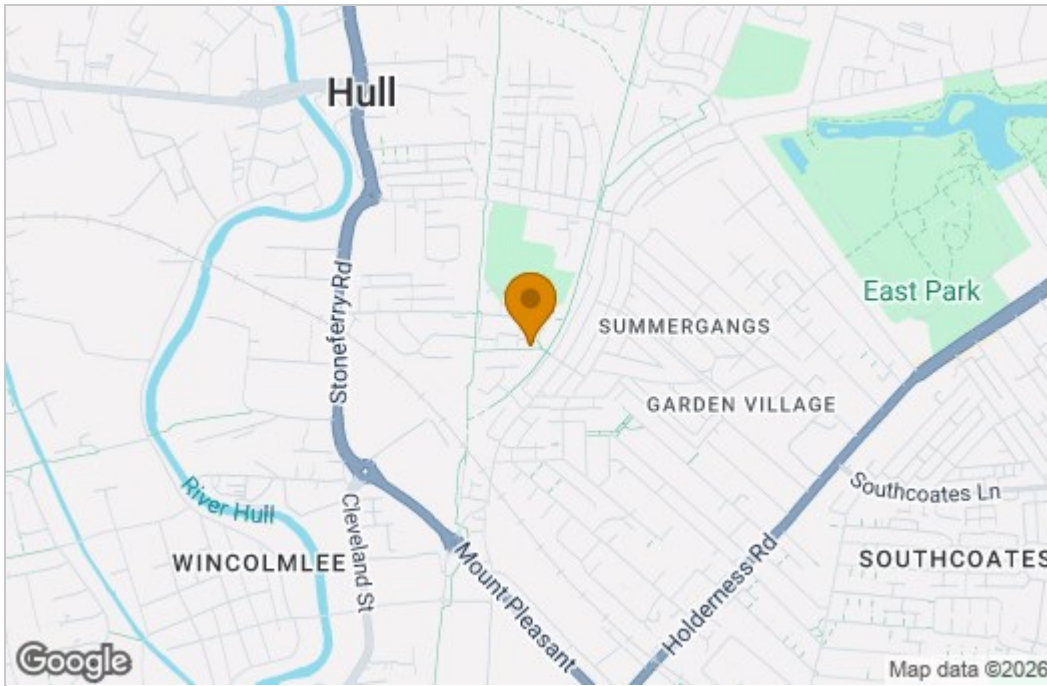 Hull
Stoneferry Rd
East Park
SUMMERGANGS
GARDEN VILLAGE
Southcoates Ln
River Hull
Cleveland St
WINCOLMLEE
SOUTHCOATES
Mount Pleasant
Holderness Rd
Google
Map data ©2026